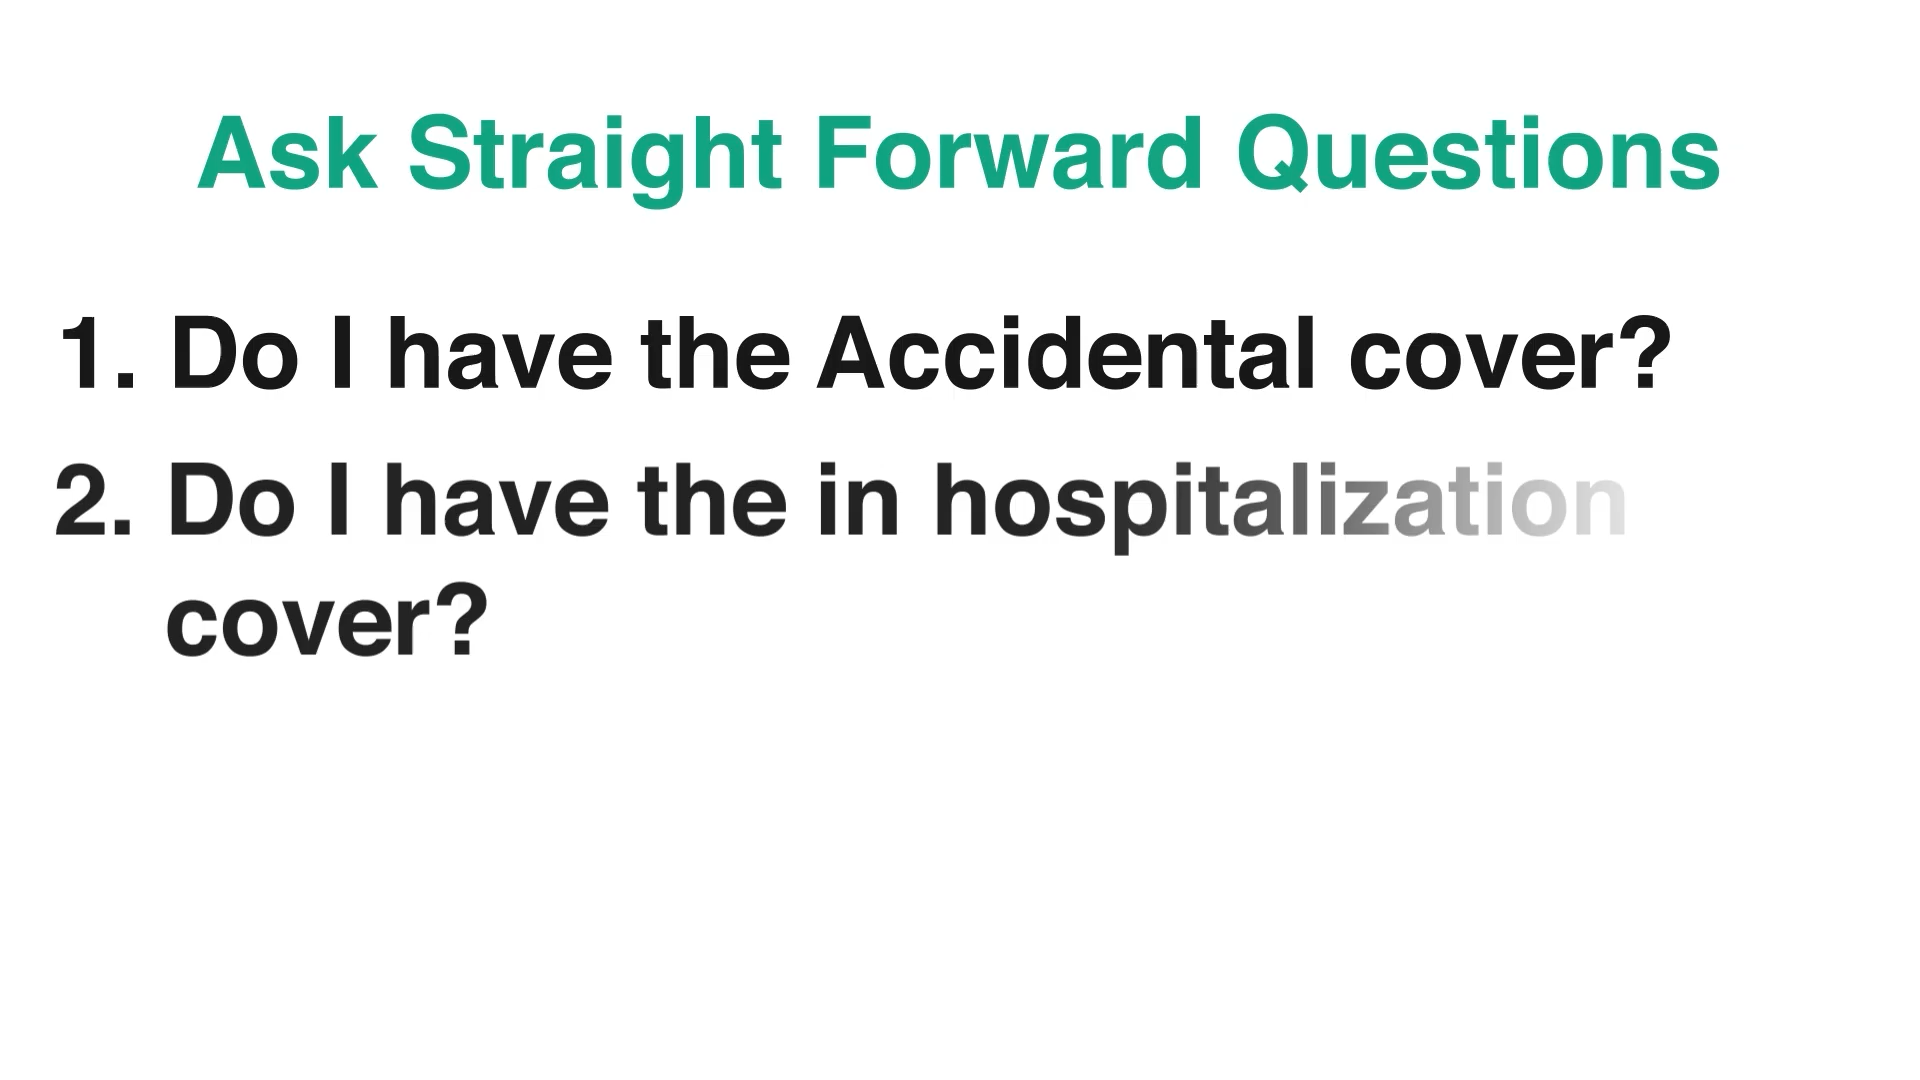 Ask Straight Forward Questions
1. Do I have the Accidental cover?
2. Do I have the in hospitalization
cover?